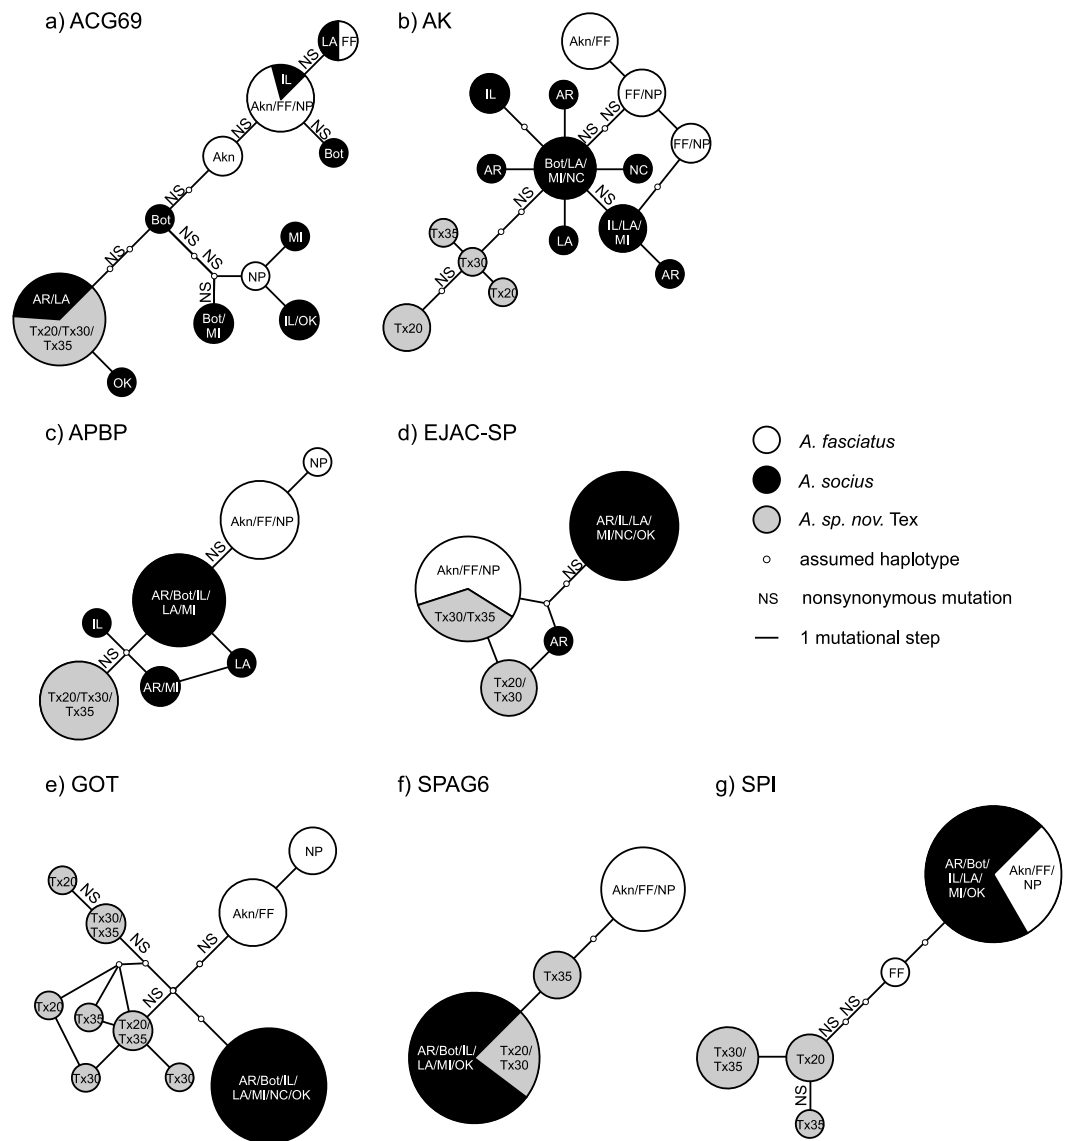 a) ACG69
LA
FF
NS
IL
Akn/FF/NP
NS
NS
Bot
Akn
NS
Bot
NS
NS
NS
MI
NP
NS
Bot/
MI
IL/OK
AR/LA
Tx20/Tx30/
Tx35
OK
b) AK
Akn/FF
IL
AR
FF/NP
NS
NS
FF/NP
Bot/LA/
MI/NC
AR
NC
NS
NS
IL/LA/
MI
LA
AR
Tx35
Tx30
NS
Tx20
Tx20
c) APBP
NP
Akn/FF/NP
NS
AR/Bot/IL/
LA/MI
IL
NS
LA
AR/MI
Tx20/Tx30/
Tx35
d) EJAC-SP
AR/IL/LA/
MI/NC/OK
NS
Akn/FF/NP
Tx30/Tx35
AR
Tx20/
Tx30
A. fasciatus
A. socius
A. sp. nov. Tex
assumed haplotype
NS nonsynonymous mutation
1 mutational step
e) GOT
NP
Akn/FF
Tx20
NS
Tx30/
Tx35
NS
NS
NS
Tx20
Tx35
Tx20/
Tx35
Tx30
Tx30
AR/Bot/IL/
LA/MI/NC/OK
f) SPAG6
Akn/FF/NP
Tx35
AR/Bot/IL/
LA/MI/OK
Tx20/
Tx30
g) SPI
AR/Bot/
IL/LA/
MI/OK
Akn/FF/
NP
FF
NS
NS
Tx30/
Tx35
Tx20
NS
Tx35